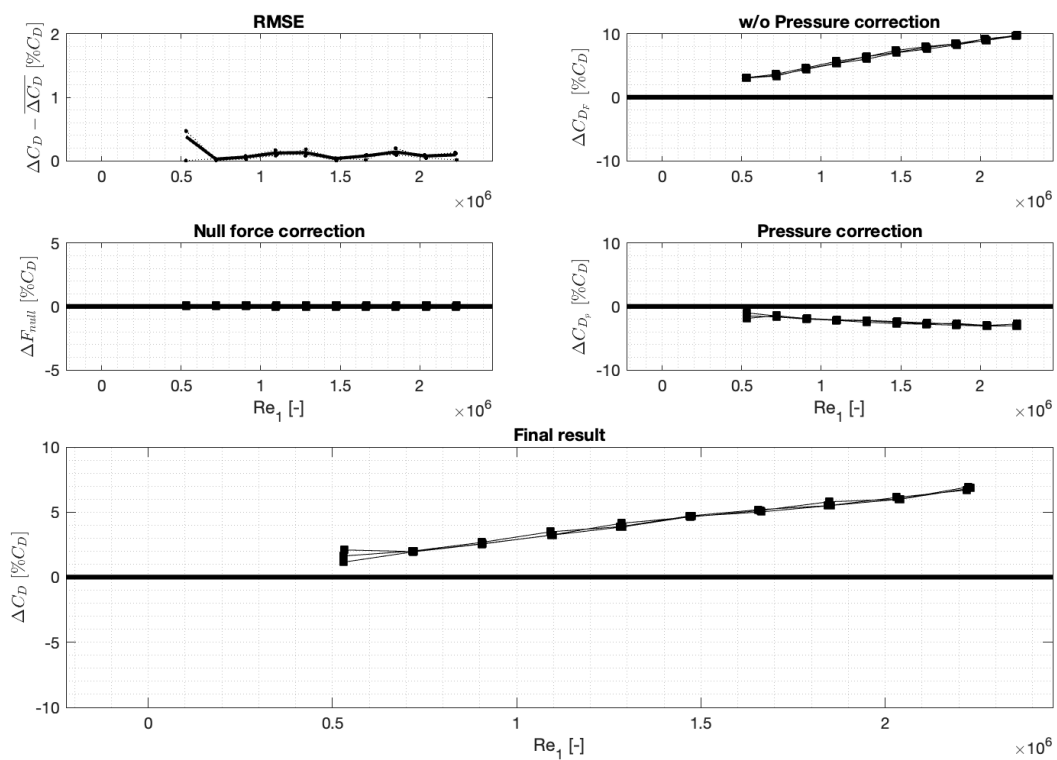 RMSE
ΔC_D − \overline{ΔC_D} [%C_D]
2
1
0
0 0.5 1 1.5 2
×10^6
w/o Pressure correction
ΔC_{D_F} [%C_D]
10
0
-10
0 0.5 1 1.5 2
×10^6
Null force correction
ΔF_{null} [%C_D]
5
0
-5
0 0.5 1 1.5 2
Re_1 [-]
×10^6
Pressure correction
ΔC_{D_p} [%C_D]
10
0
-10
0 0.5 1 1.5 2
Re_1 [-]
×10^6
Final result
ΔC_D [%C_D]
10
5
0
-5
-10
0 0.5 1 1.5 2
Re_1 [-]
×10^6